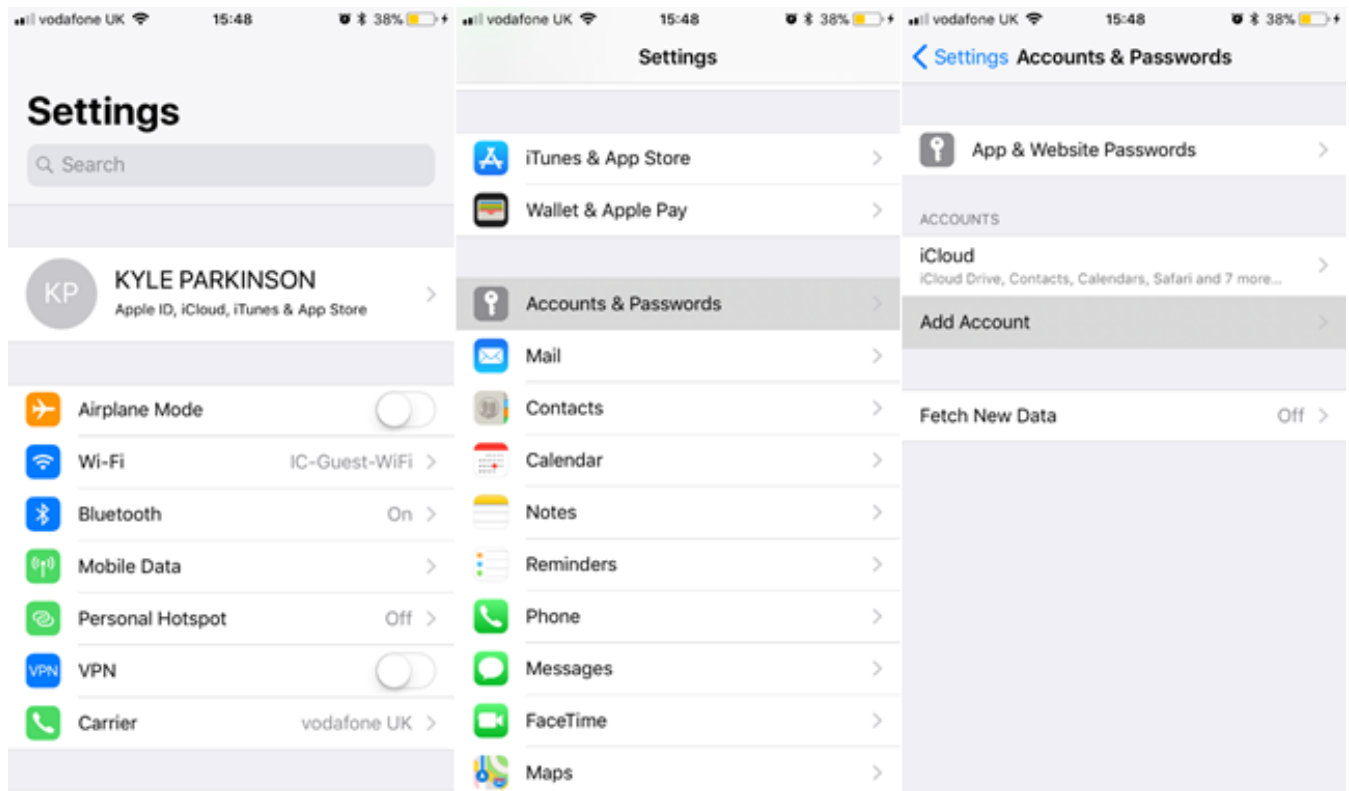 vodafone UK 15:48 38%
Settings
Search
KP
KYLE PARKINSON
Apple ID, iCloud, iTunes & App Store
Airplane Mode
Wi-Fi IC-Guest-WiFi
Bluetooth On
Mobile Data
Personal Hotspot Off
VPN VPN
Carrier vodafone UK
vodafone UK 15:48 38%
Settings
iTunes & App Store
Wallet & Apple Pay
Accounts & Passwords
Mail
Contacts
Calendar
Notes
Reminders
Phone
Messages
FaceTime
Maps
vodafone UK 15:48 38%
Settings Accounts & Passwords
App & Website Passwords
ACCOUNTS
iCloud
iCloud Drive, Contacts, Calendars, Safari and 7 more...
Add Account
Fetch New Data Off